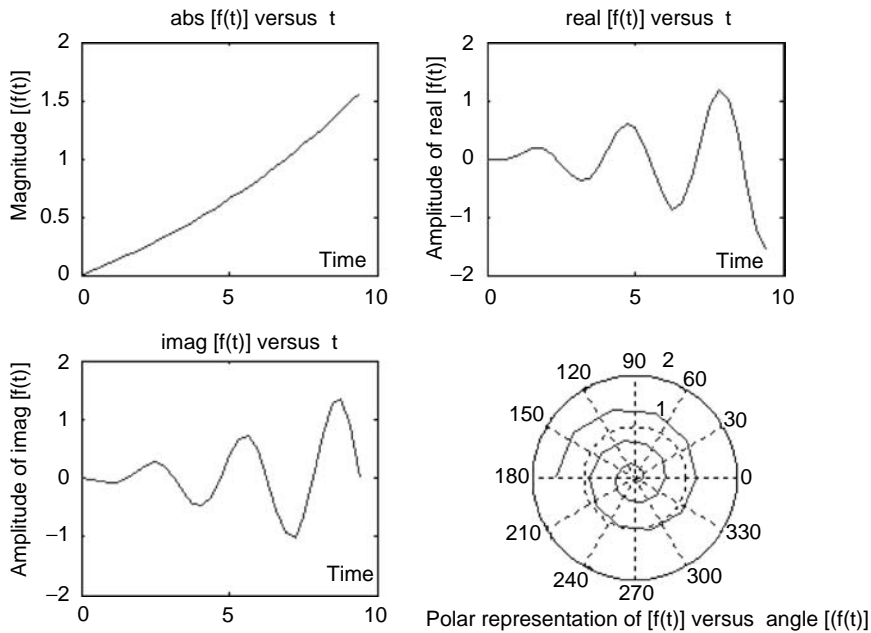 abs [f(t)] versus t
2
1.5
1
0.5
0
Magnitude [(f(t)]
Time
0 5 10
real [f(t)] versus t
2
1
0
−1
−2
Amplitude of real [f(t)]
Time
0 5 10
imag [f(t)] versus t
2
1
0
−1
−2
Amplitude of imag [f(t)]
Time
0 5 10
90 2
120 60
150 1 30
180 0
210 330
240 300
270
Polar representation of [f(t)] versus angle [(f(t)]